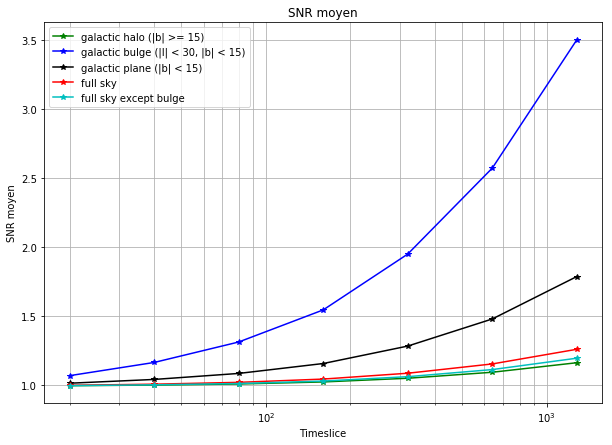 SNR moyen
galactic halo (|b| >= 15)
galactic bulge (|l| < 30, |b| < 15)
galactic plane (|b| < 15)
full sky
full sky except bulge
SNR moyen
3.5
3.0
2.5
2.0
1.5
1.0
10²
10³
Timeslice